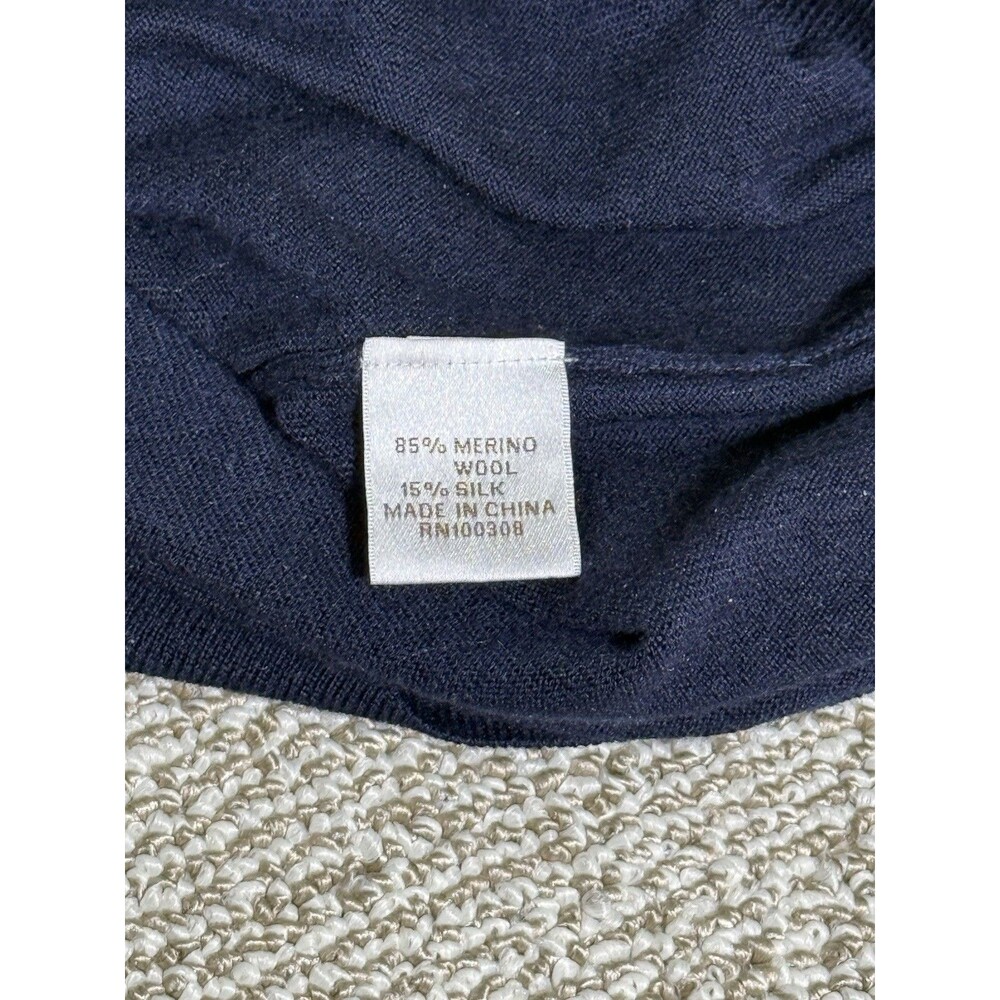 85% MERINO
WOOL
15% SILK
MADE IN CHINA
RN100308